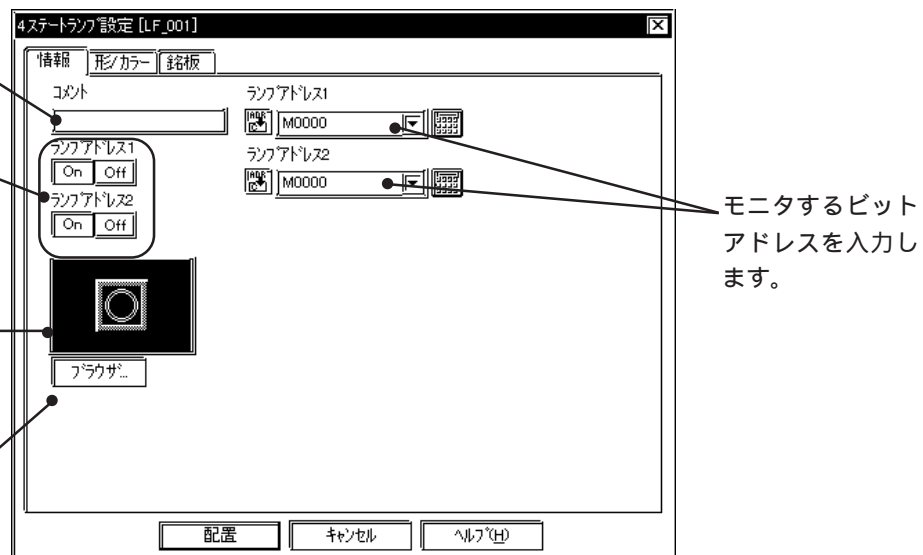 4ステートランプ設定 [LF_001]
情報 形/カラー 銘板
コメント
ランプアドレス1
M0000
ランプアドレス1
On Off
ランプアドレス2
M0000
ランプアドレス2
On Off
ブラウザ...
配置 キャンセル ヘルプ(H)
モニタするビット
アドレスを入力し
ます。